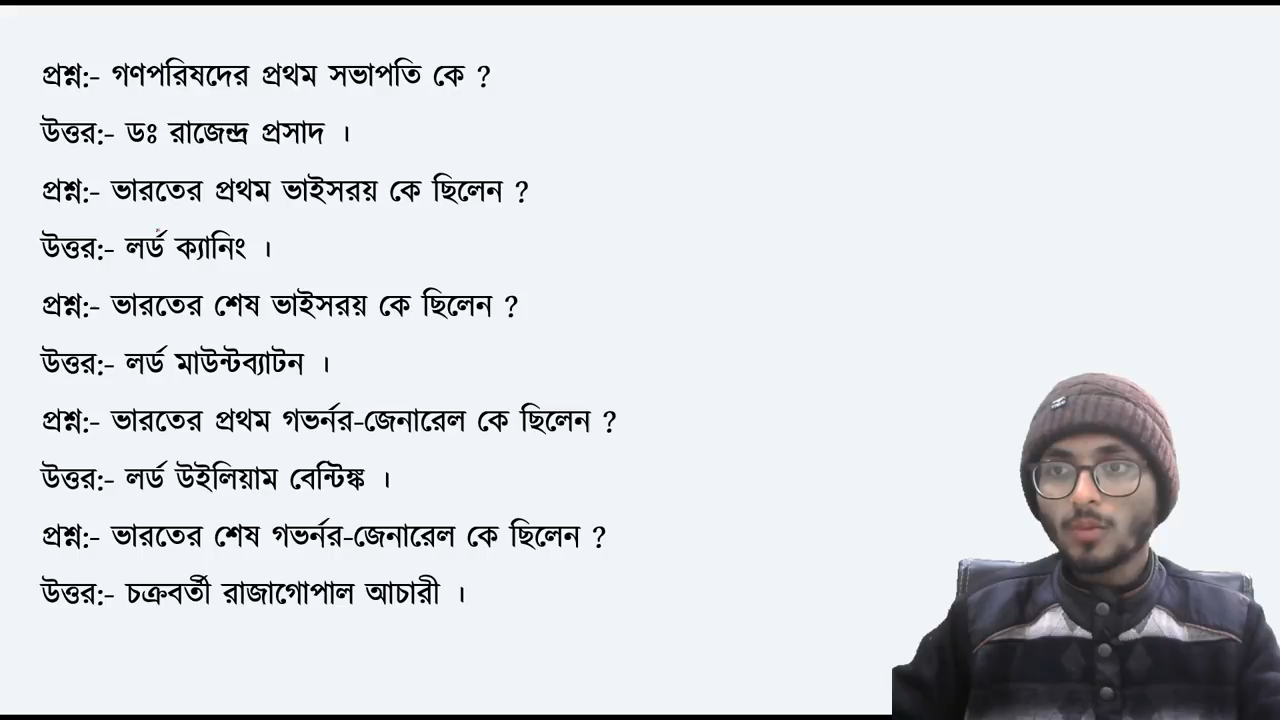 প্রশ্ন:- গণপরিষদের প্রথম সভাপতি কে ?
উত্তর:- ডঃ রাজেন্দ্র প্রসাদ ।
প্রশ্ন:- ভারতের প্রথম ভাইসরয় কে ছিলেন ?
উত্তর:- লর্ড ক্যানিং ।
প্রশ্ন:- ভারতের শেষ ভাইসরয় কে ছিলেন ?
উত্তর:- লর্ড মাউন্টব্যাটন ।
প্রশ্ন:- ভারতের প্রথম গভর্নর-জেনারেল কে ছিলেন ?
উত্তর:- লর্ড উইলিয়াম বেন্টিঙ্ক ।
প্রশ্ন:- ভারতের শেষ গভর্নর-জেনারেল কে ছিলেন ?
উত্তর:- চক্রবর্তী রাজাগোপাল আচারী ।